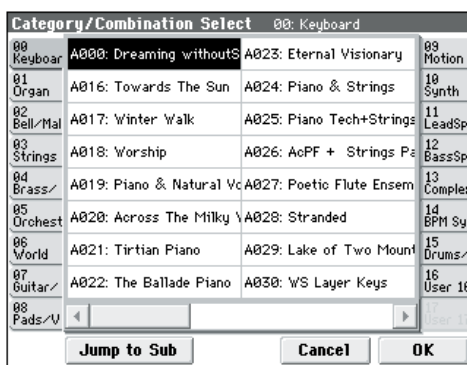 Category/Combination Select 00: Keyboard
00 Keyboar
01 Organ
02 Bell/Mal
03 Strings
04 Brass/
05 Orchest
06 World
07 Guitar/
08 Pads/V
A000: Dreaming withoutS
A016: Towards The Sun
A017: Winter Walk
A018: Worship
A019: Piano & Natural Vo
A020: Across The Milky
A021: Tirtian Piano
A022: The Ballade Piano
A023: Eternal Visionary
A024: Piano & Strings
A025: Piano Tech+Strings
A026: AcPF + Strings Pa
A027: Poetic Flute Ensem
A028: Stranded
A029: Lake of Two Mount
A030: WS Layer Keys
09 Motion
10 Synth
11 LeadSp
12 BassSp
13 Comple
14 BPM Sy
15 Drums/
16 User 16
17 User 17
Jump to Sub
Cancel
OK